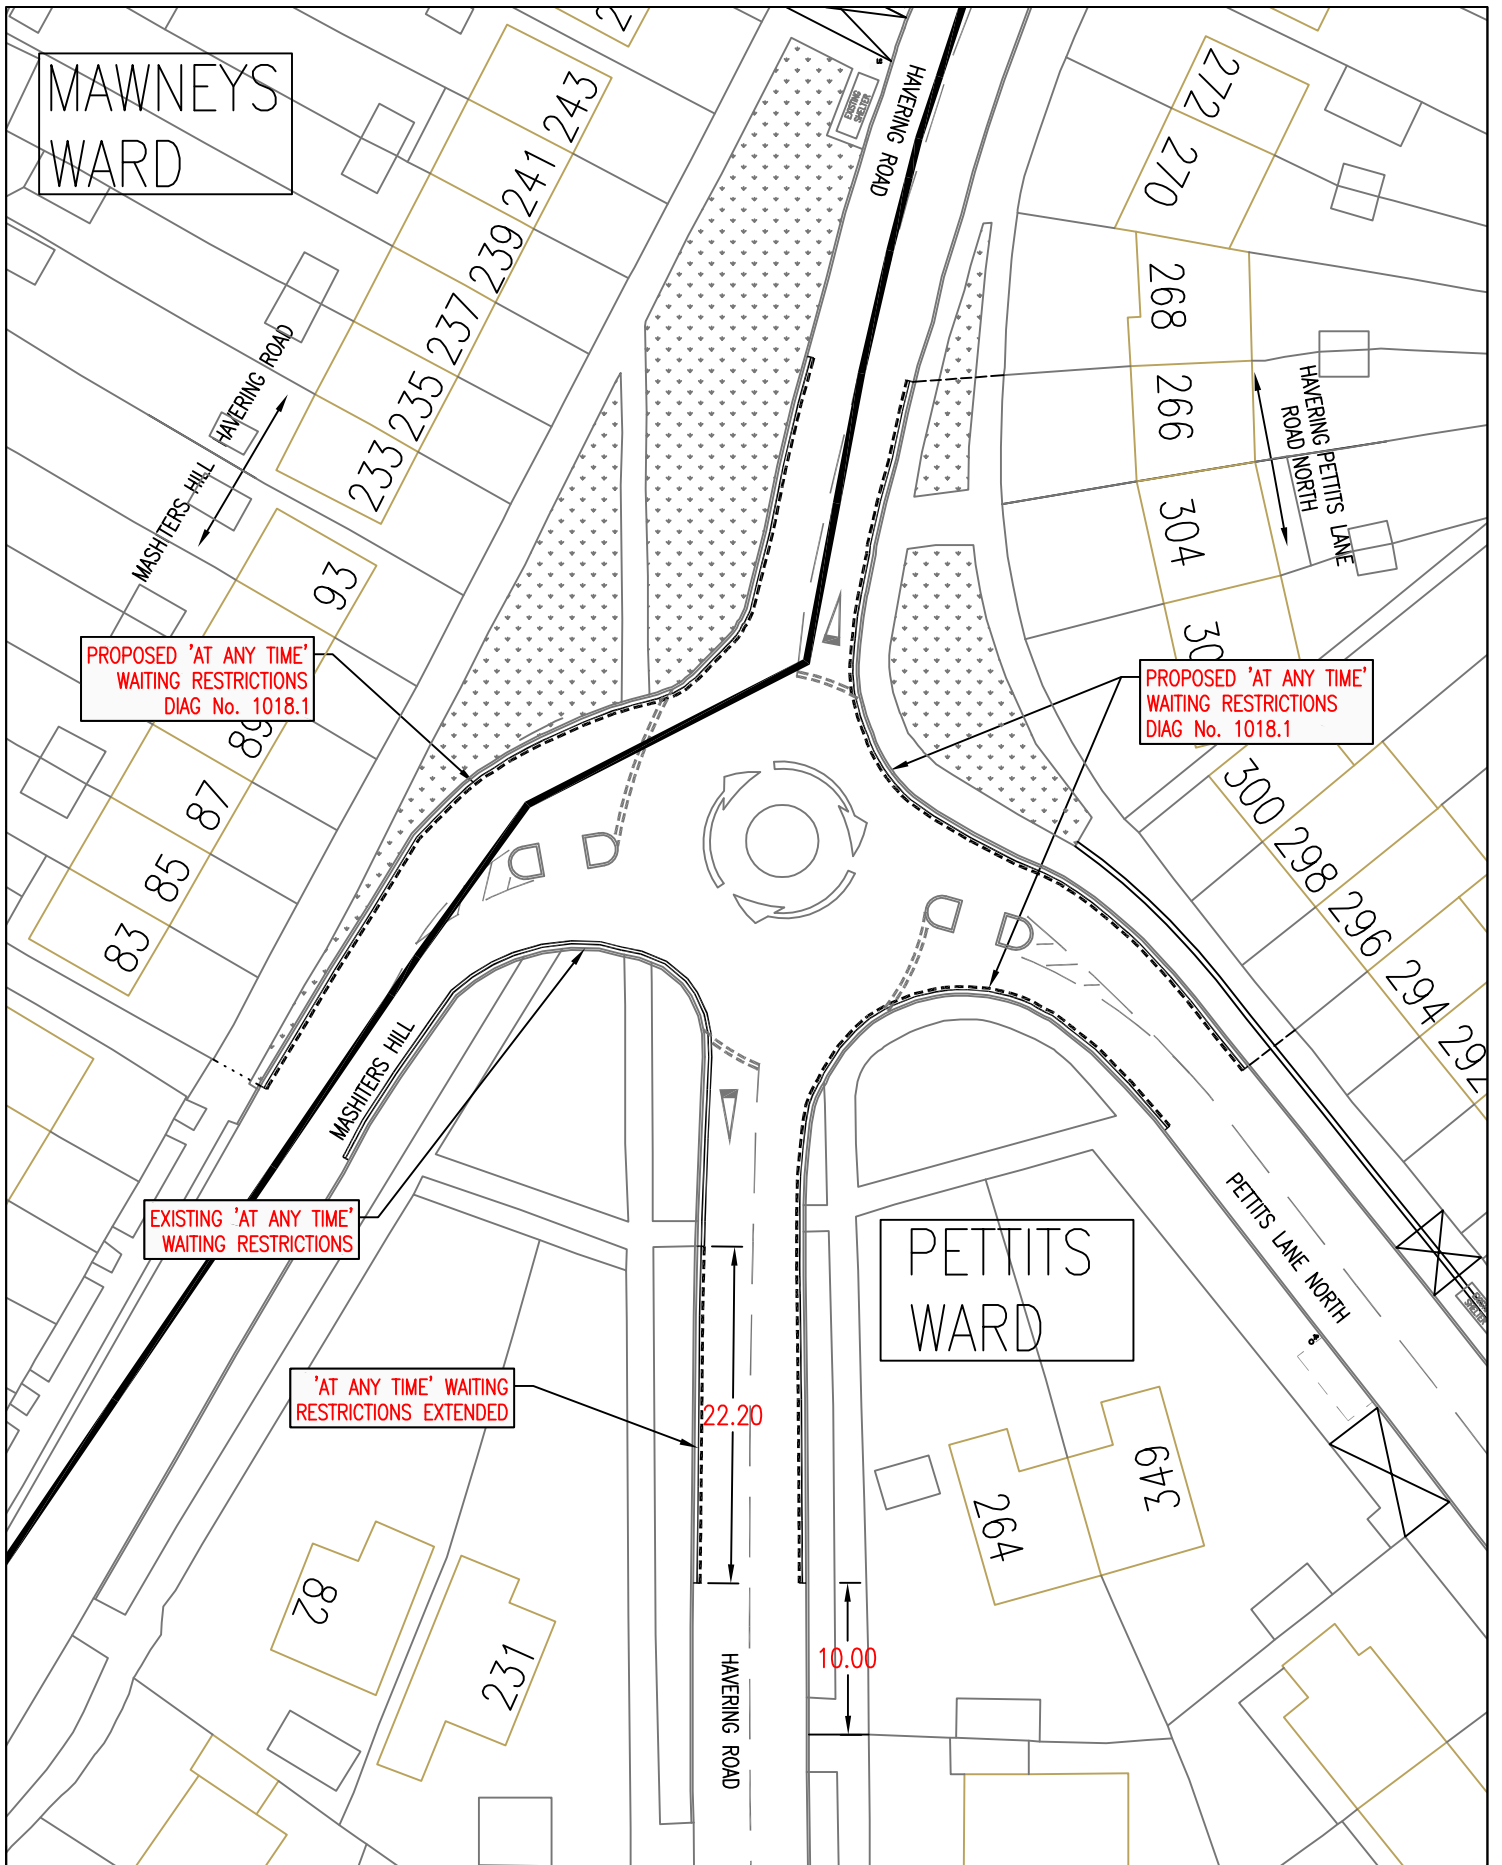 MAWNEYS
WARD
243
241
239
237
235
233
HAVERING ROAD
MASHITERS HILL
93
89
87
85
83
EXISTING
SHELTER
HAVERING ROAD
272
270
268
266
304
HAVERING PETTITS LANE
ROAD NORTH
PROPOSED 'AT ANY TIME'
WAITING RESTRICTIONS
DIAG No. 1018.1
PROPOSED 'AT ANY TIME'
WAITING RESTRICTIONS
DIAG No. 1018.1
300
298
296
294
292
MASHITERS HILL
EXISTING 'AT ANY TIME'
WAITING RESTRICTIONS
PETTITS LANE NORTH
PETTITS
WARD
'AT ANY TIME' WAITING
RESTRICTIONS EXTENDED
22.20
10.00
82
231
264
349
HAVERING ROAD